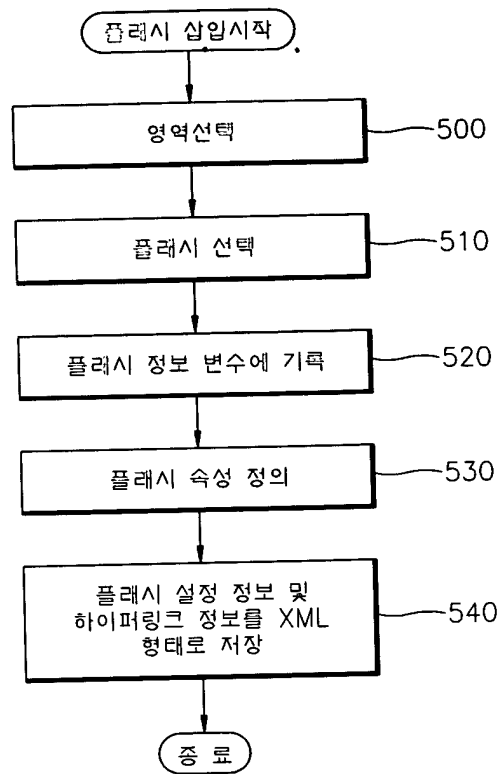 플래시 삽입시작
영역선택
500
플래시 선택
510
플래시 정보 변수에 기록
520
플래시 속성 정의
530
플래시 설정 정보 및
하이퍼링크 정보를 XML
형태로 저장
540
종 료